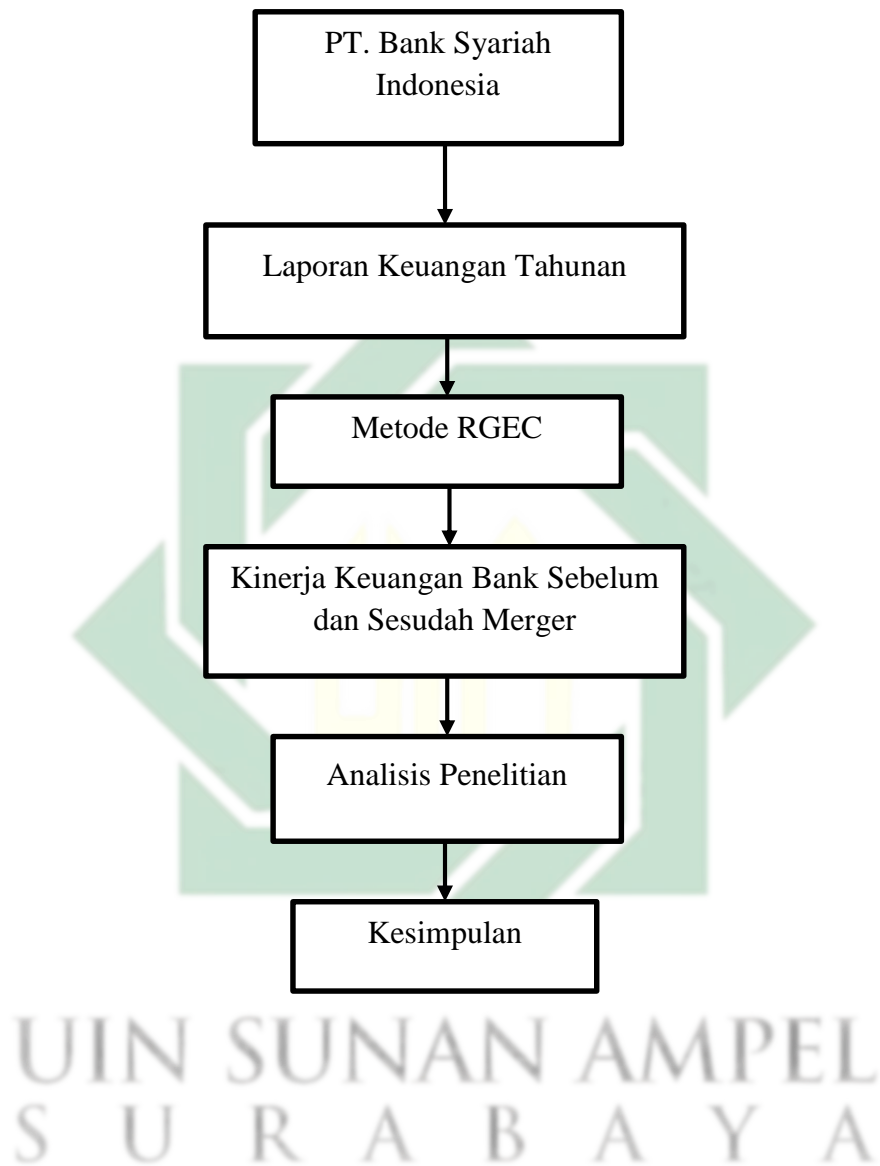 PT. Bank Syariah
Indonesia
Laporan Keuangan Tahunan
Metode RGEC
Kinerja Keuangan Bank Sebelum
dan Sesudah Merger
Analisis Penelitian
Kesimpulan
UIN SUNAN AMPEL
S U R A B A Y A